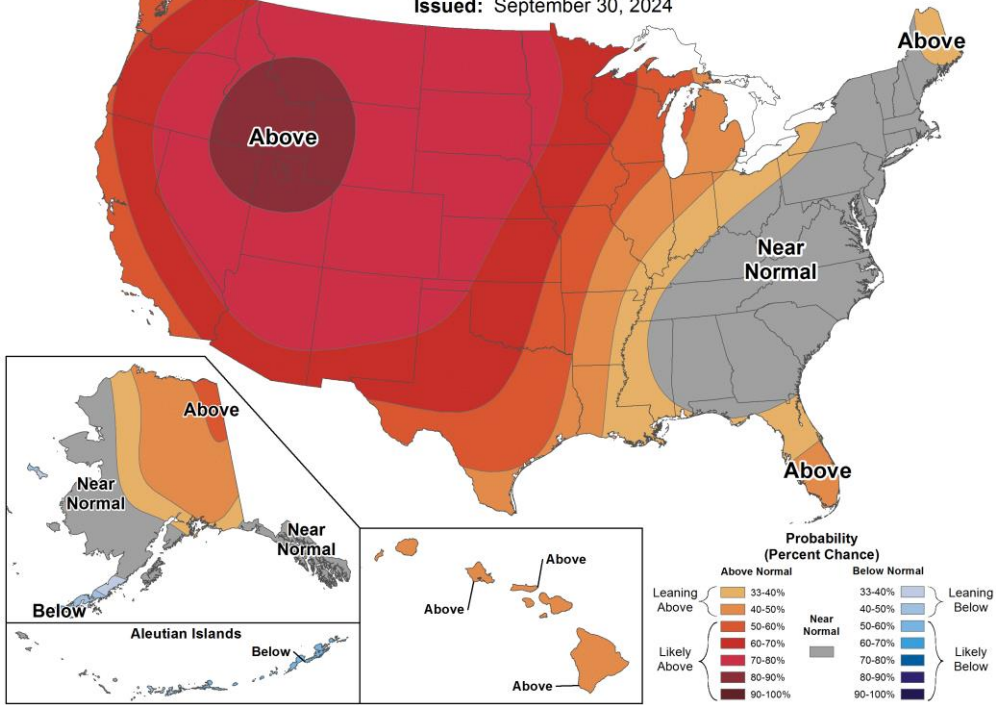 Issued: September 30, 2024
Above
Above
Near
Normal
Above
Above
Near
Normal
Near
Normal
Below
Aleutian Islands
Below
Above
Above
Above
Probability
(Percent Chance)
Above Normal
Below Normal
Leaning
Above
33-40%
40-50%
Likely
Above
50-60%
60-70%
70-80%
80-90%
90-100%
Near
Normal
33-40%
40-50%
Leaning
Below
50-60%
60-70%
70-80%
80-90%
90-100%
Likely
Below